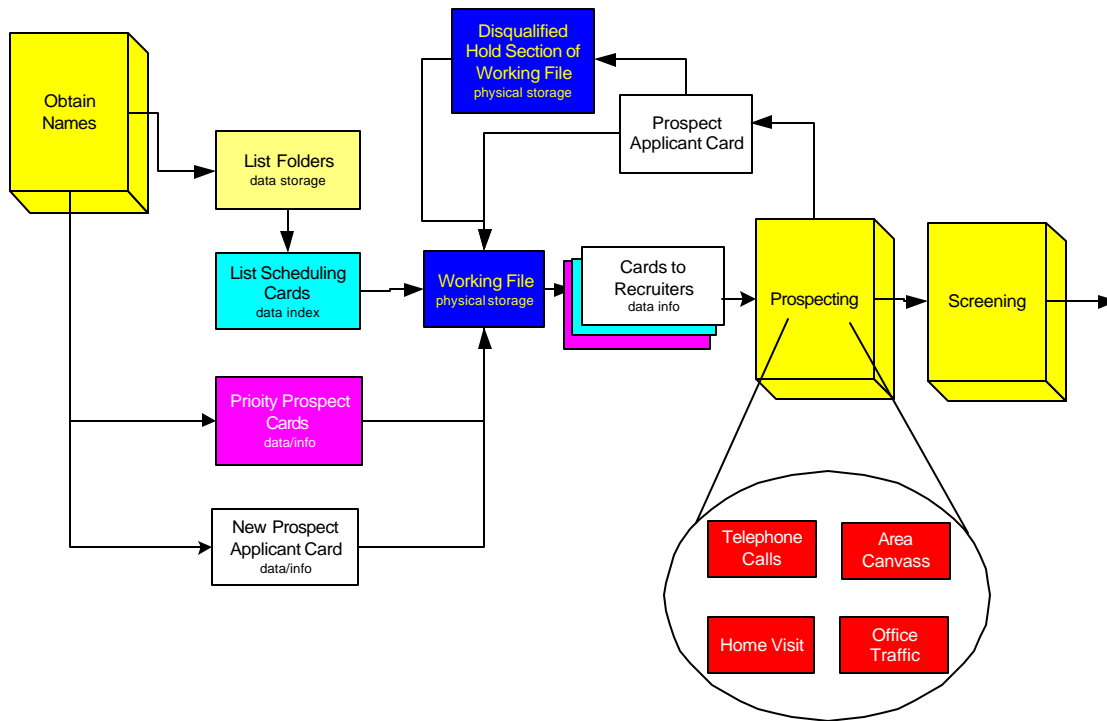 Obtain
Names
List Folders
data storage
List Scheduling
Cards
data index
Prioity Prospect
Cards
data/info
New Prospect
Applicant Card
data/info
Disqualified
Hold Section of
Working File
physical storage
Prospect
Applicant Card
Working File
physical storage
Cards to
Recruiters
data info
Prospecting
Screening
Telephone
Calls
Area
Canvass
Home Visit
Office
Traffic